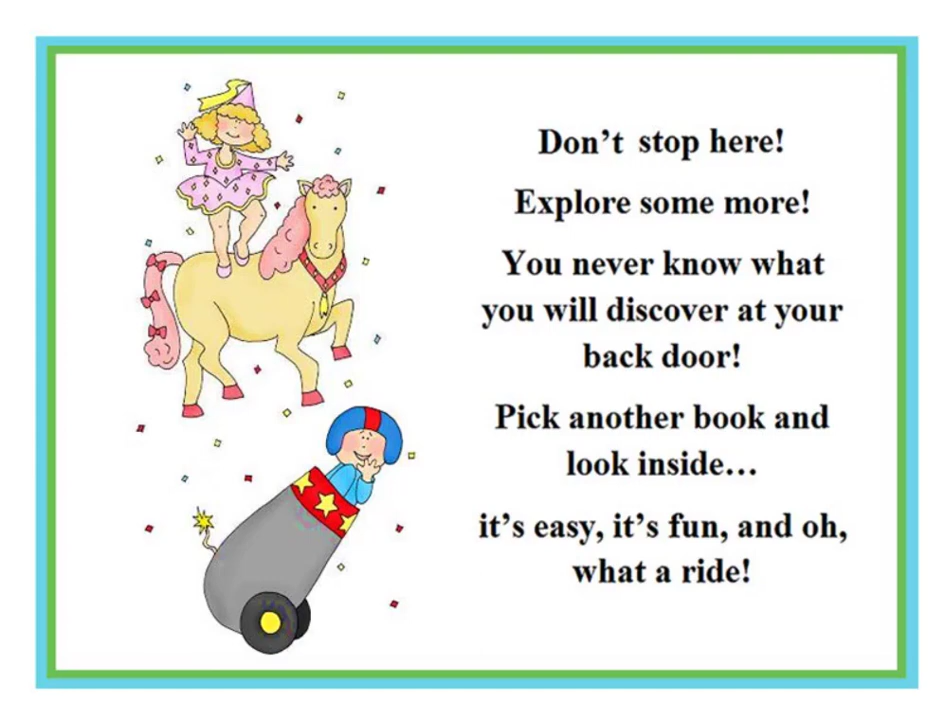 Don't stop here!
Explore some more!
You never know what
you will discover at your
back door!
Pick another book and
look inside…
it's easy, it's fun, and oh,
what a ride!